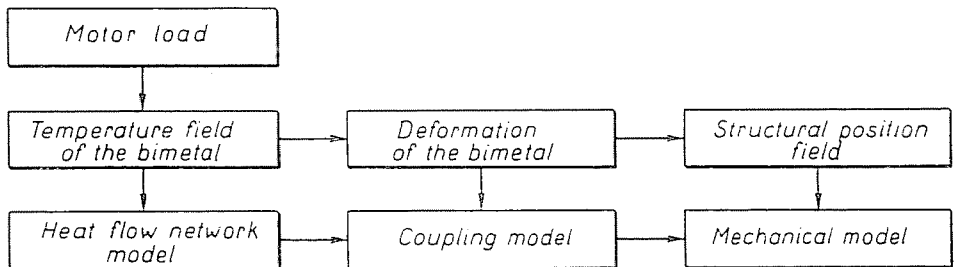 Motor load
Temperature field
of the bimetal
Deformation
of the bimetal
Structural position
field
Heat flow network
model
Coupling model
Mechanical model